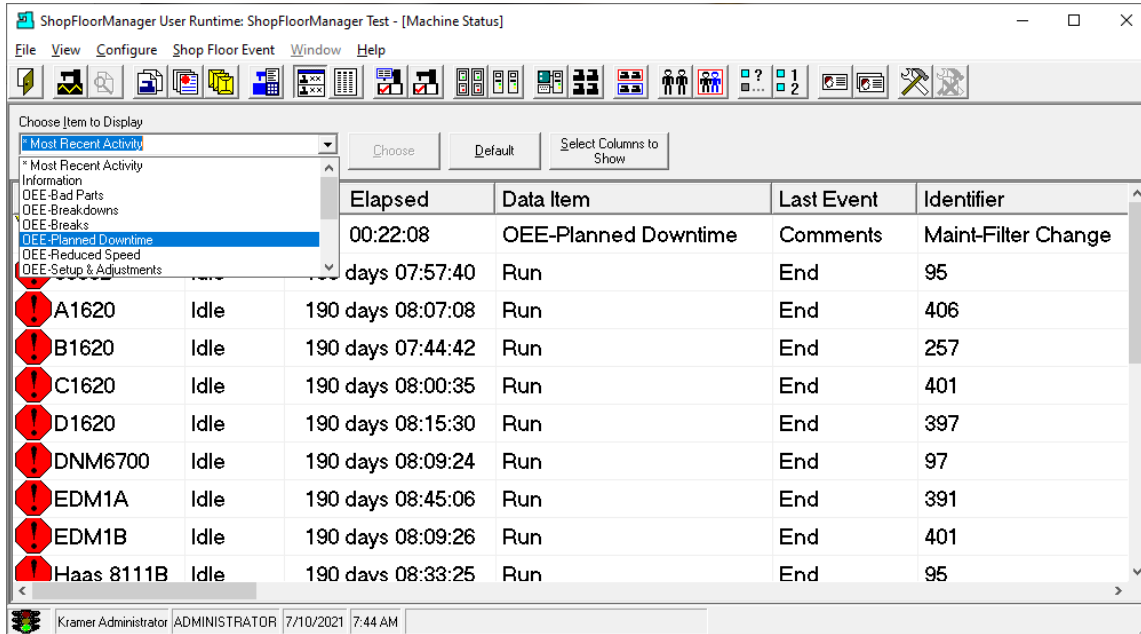 ShopFloorManager User Runtime: ShopFloorManager Test - [Machine Status]
File View Configure Shop Floor Event Window Help
Choose Item to Display
* Most Recent Activity
Choose
Default
Select Columns to
Show
* Most Recent Activity
Information
OEE-Bad Parts
OEE-Breakdowns
OEE-Breaks
OEE-Planned Downtime
OEE-Reduced Speed
OEE-Setup & Adjustments
Elapsed Data Item Last Event Identifier
00:22:08 OEE-Planned Downtime Comments Maint-Filter Change
days 07:57:40 Run End 95
A1620 Idle 190 days 08:07:08 Run End 406
B1620 Idle 190 days 07:44:42 Run End 257
C1620 Idle 190 days 08:00:35 Run End 401
D1620 Idle 190 days 08:15:30 Run End 397
DNM6700 Idle 190 days 08:09:24 Run End 97
EDM1A Idle 190 days 08:45:06 Run End 391
EDM1B Idle 190 days 08:09:26 Run End 401
Haas 8111B Idle 190 days 08:33:25 Run End 95
Kramer Administrator ADMINISTRATOR 7/10/2021 7:44 AM